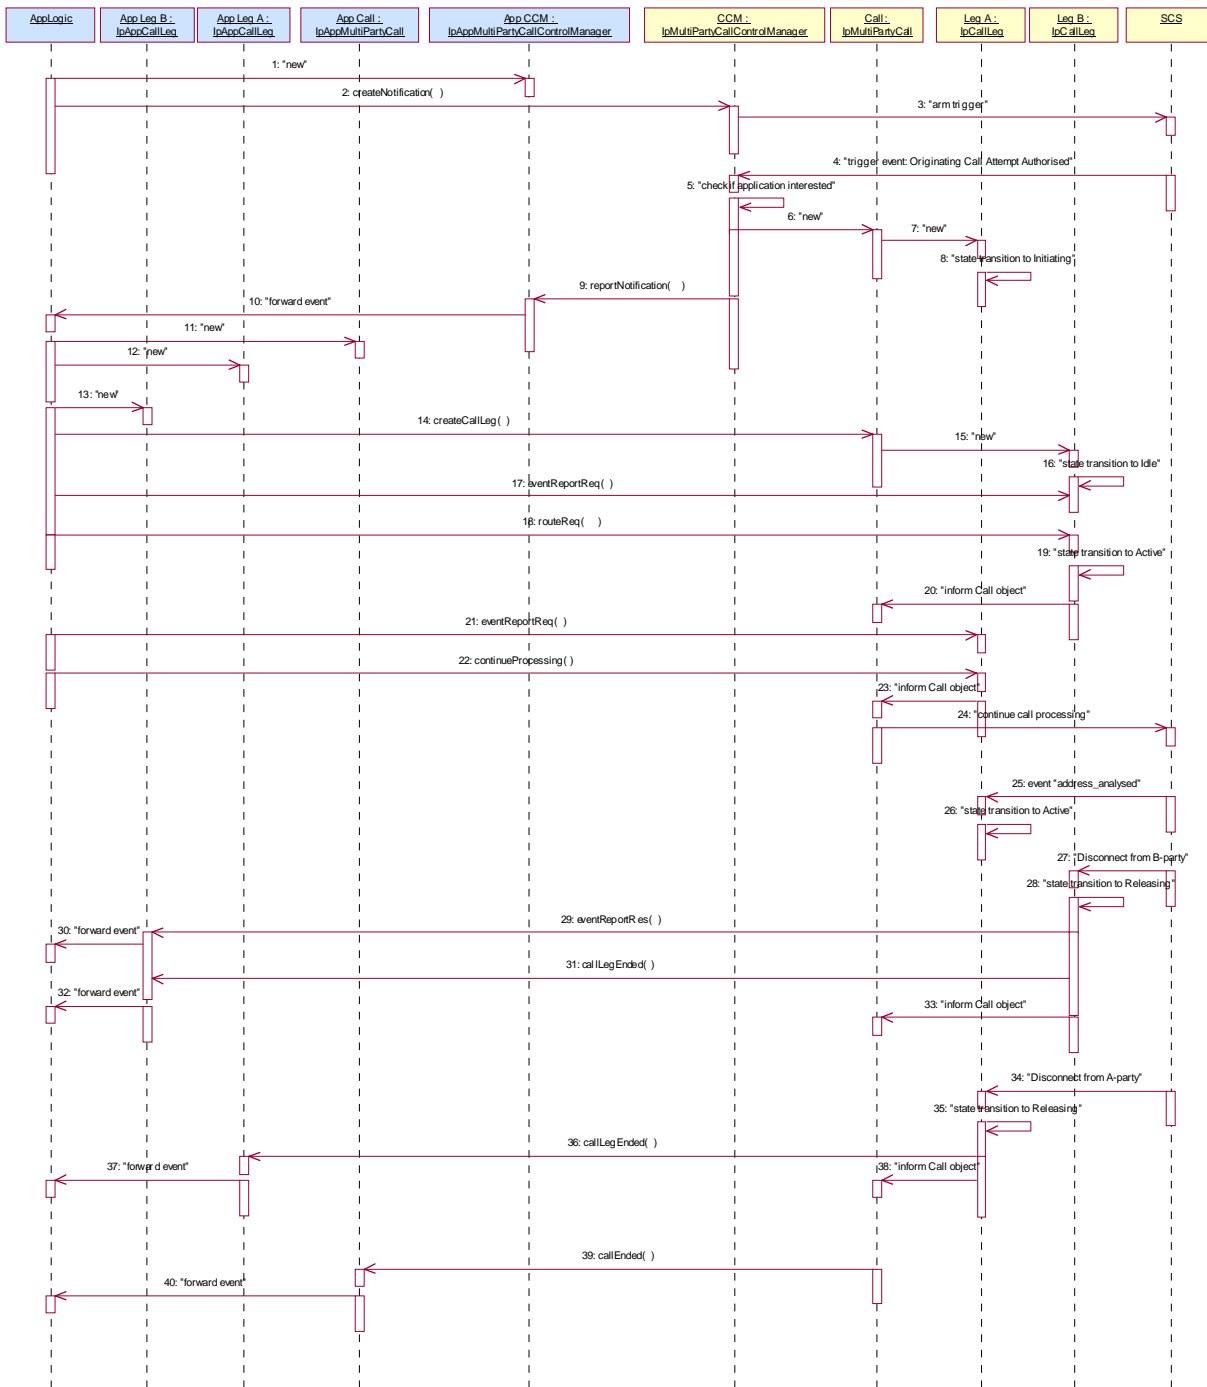 AppLogic
App Leg B :
IpAppCallLeg
App Leg A :
IpAppCallLeg
App Call :
IpAppMultiPartyCall
App CCM :
IpAppMultiPartyCallControlManager
CCM :
IpMultiPartyCallControlManager
Call :
IpMultiPartyCall
Leg A :
IpCallLeg
Leg B :
IpCallLeg
SCS
1: "new"
2: createNotification( )
3: "arm trigger"
4: "trigger event: Originating Call Attempt Authorised"
5: "check if application interested"
6: "new"
7: "new"
8: "state transition to Initiating"
9: reportNotification( )
10: "forward event"
11: "new"
12: "new"
13: "new"
14: createCallLeg( )
15: "new"
16: "state transition to Idle"
17: eventReportReq( )
18: routeReq( )
19: "state transition to Active"
20: "inform Call object"
21: eventReportReq( )
22: continueProcessing( )
23: "inform Call object"
24: "continue call processing"
25: event "address_analysed"
26: "state transition to Active"
27: "Disconnect from B-party"
28: "state transition to Releasing"
29: eventReportRes( )
30: "forward event"
31: callLegEnded( )
32: "forward event"
33: "inform Call object"
34: "Disconnect from A-party"
35: "state transition to Releasing"
36: callLegEnded( )
37: "forward event"
38: "inform Call object"
39: callEnded( )
40: "forward event"